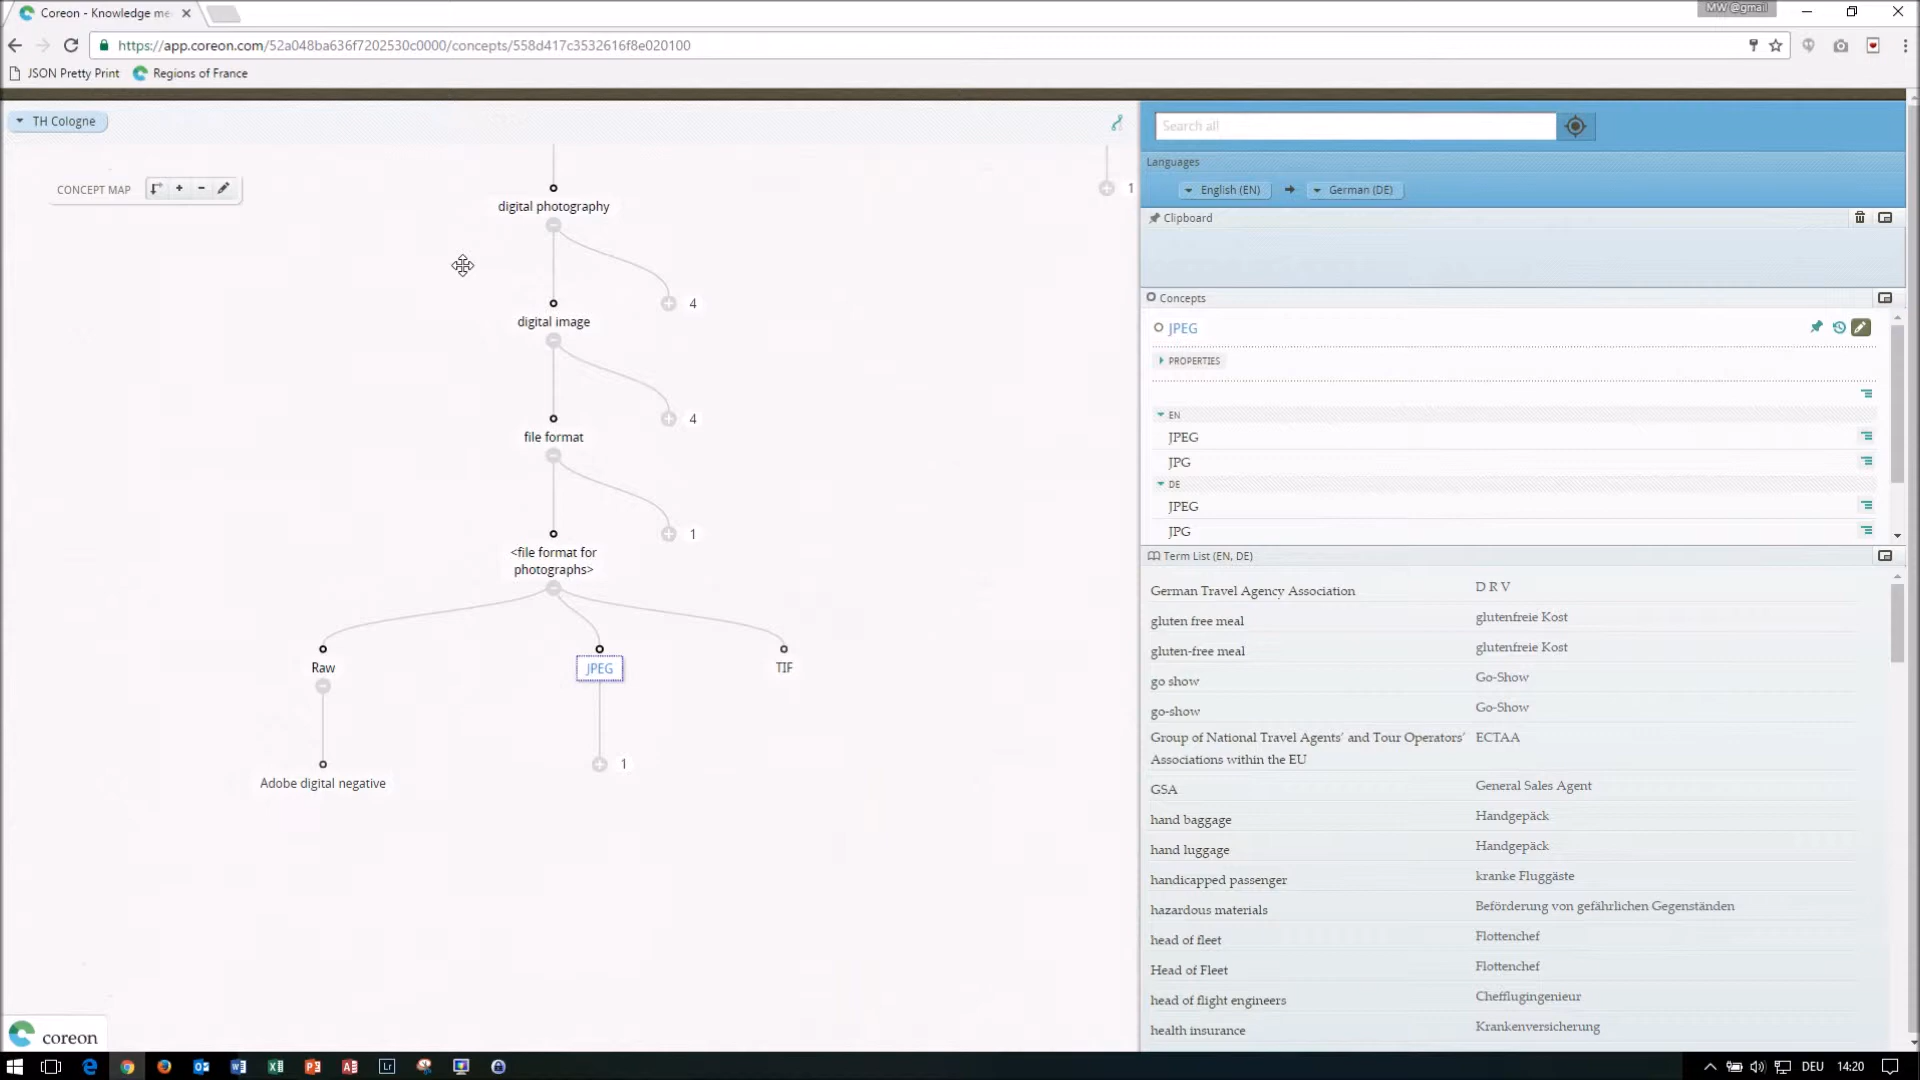 Coreon - Knowledge me
MW @gmail
https://app.coreon.com/52a048ba636f7202530c0000/concepts/558d417c3532616f8e020100
JSON Pretty Print
Regions of France
TH Cologne
CONCEPT MAP
digital photography
4
digital image
4
file format
1
<file format for
photographs>
Raw
JPEG
TIF
Adobe digital negative
1
1
coreon
Search all
Languages
English (EN)
German (DE)
Clipboard
Concepts
JPEG
PROPERTIES
EN
JPEG
JPG
DE
JPEG
JPG
Term List (EN, DE)
German Travel Agency Association D R V
gluten free meal glutenfreie Kost
gluten-free meal glutenfreie Kost
go show Go-Show
go-show Go-Show
Group of National Travel Agents' and Tour Operators' ECTAA
Associations within the EU
GSA General Sales Agent
hand baggage Handgepäck
hand luggage Handgepäck
handicapped passenger kranke Fluggäste
hazardous materials Beförderung von gefährlichen Gegenständen
head of fleet Flottenchef
Head of Fleet Flottenchef
head of flight engineers Chefflugingenieur
health insurance Krankenversicherung
Lr
DEU
14:20